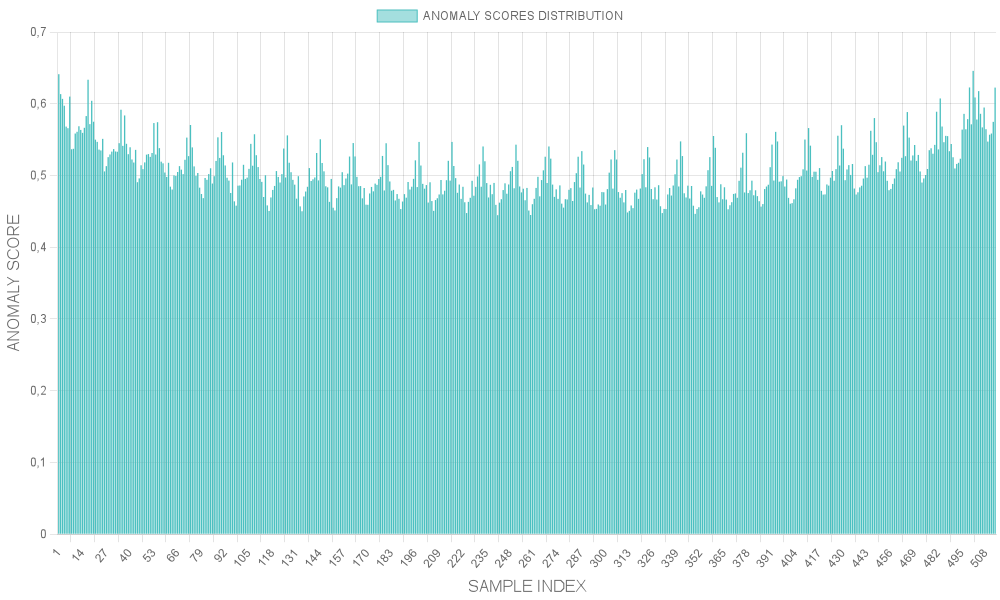 ANOMALY SCORES DISTRIBUTION
0,7
0,6
0,5
0,4
0,3
0,2
0,1
0
ANOMALY SCORE
1 14 27 40 53 66 79 92 105 118 131 144 157 170 183 196 209 222 235 248 261 274 287 300 313 326 339 352 365 378 391 404 417 430 443 456 469 482 495 508
SAMPLE INDEX